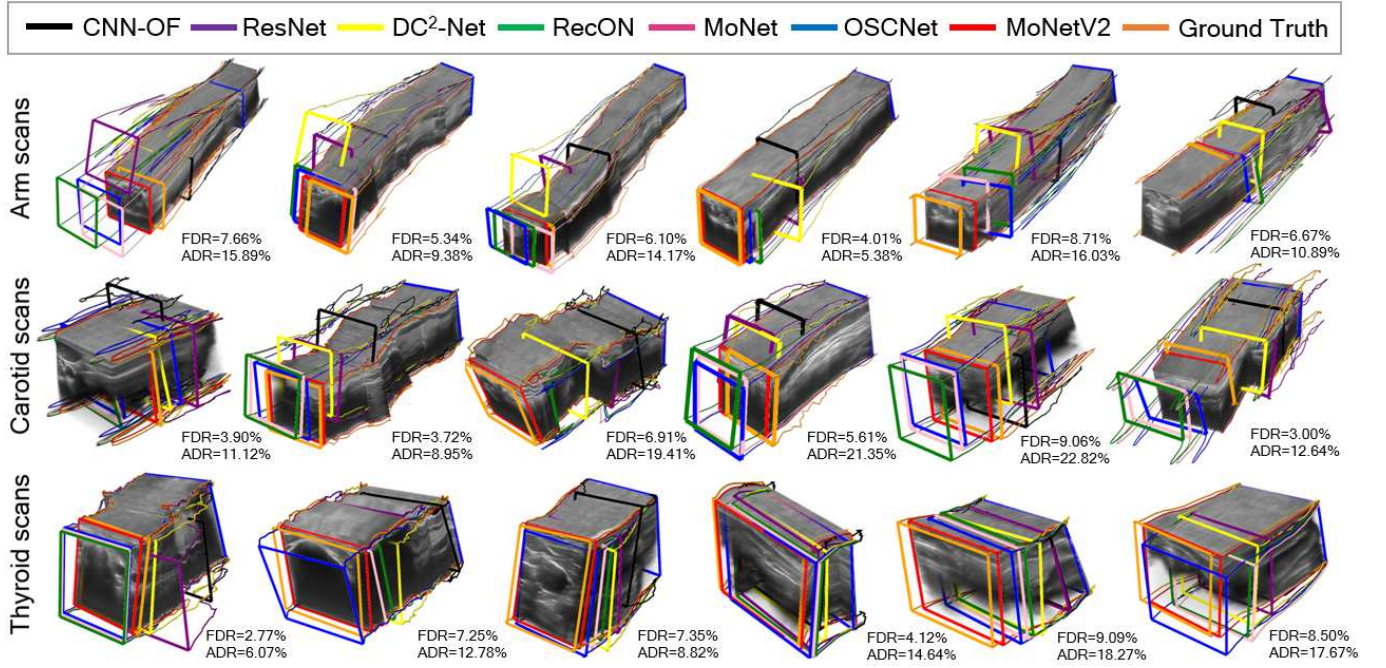 CNN-OF ResNet DC²-Net RecON MoNet OSCNet MoNetV2 Ground Truth
Arm scans
FDR=7.66%
ADR=15.89%
FDR=5.34%
ADR=9.38%
FDR=6.10%
ADR=14.17%
FDR=4.01%
ADR=5.38%
FDR=8.71%
ADR=16.03%
FDR=6.67%
ADR=10.89%
Carotid scans
FDR=3.90%
ADR=11.12%
FDR=3.72%
ADR=8.95%
FDR=6.91%
ADR=19.41%
FDR=5.61%
ADR=21.35%
FDR=9.06%
ADR=22.82%
FDR=3.00%
ADR=12.64%
Thyroid scans
FDR=2.77%
ADR=6.07%
FDR=7.25%
ADR=12.78%
FDR=7.35%
ADR=8.82%
FDR=4.12%
ADR=14.64%
FDR=9.09%
ADR=18.27%
FDR=8.50%
ADR=17.67%